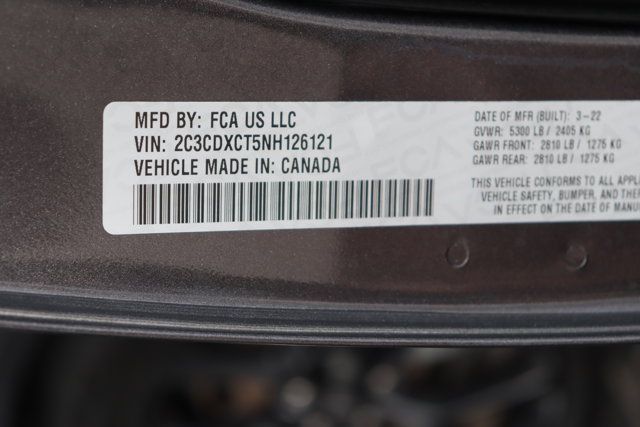 MFD BY: FCA US LLC
VIN: 2C3CDXCT5NH126121
VEHICLE MADE IN: CANADA
DATE OF MFR (BUILT): 3-22
GVWR: 5300 LB / 2405 KG
GAWR FRONT: 2810 LB / 1275 KG
GAWR REAR: 2810 LB / 1275 KG
THIS VEHICLE CONFORMS TO ALL APPL
VEHICLE SAFETY, BUMPER, AND THEF
IN EFFECT ON THE DATE OF MANU